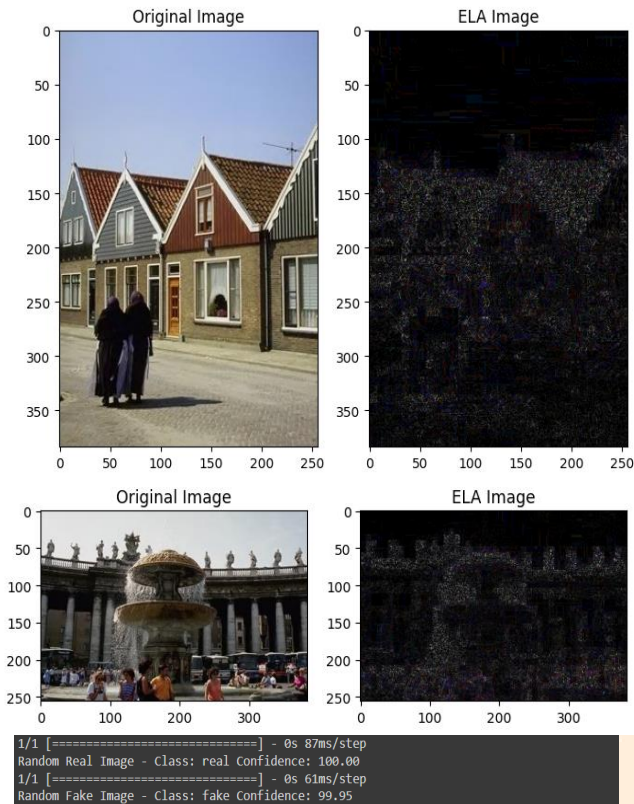 Original Image
ELA Image
0
50
100
150
200
250
300
350
0 50 100 150 200 250
0
50
100
150
200
250
300
350
0 50 100 150 200 250
Original Image
ELA Image
0
50
100
150
200
250
0 100 200 300
0
50
100
150
200
250
0 100 200 300
1/1 [==============================] - 0s 87ms/step
Random Real Image - Class: real Confidence: 100.00
1/1 [==============================] - 0s 61ms/step
Random Fake Image - Class: fake Confidence: 99.95